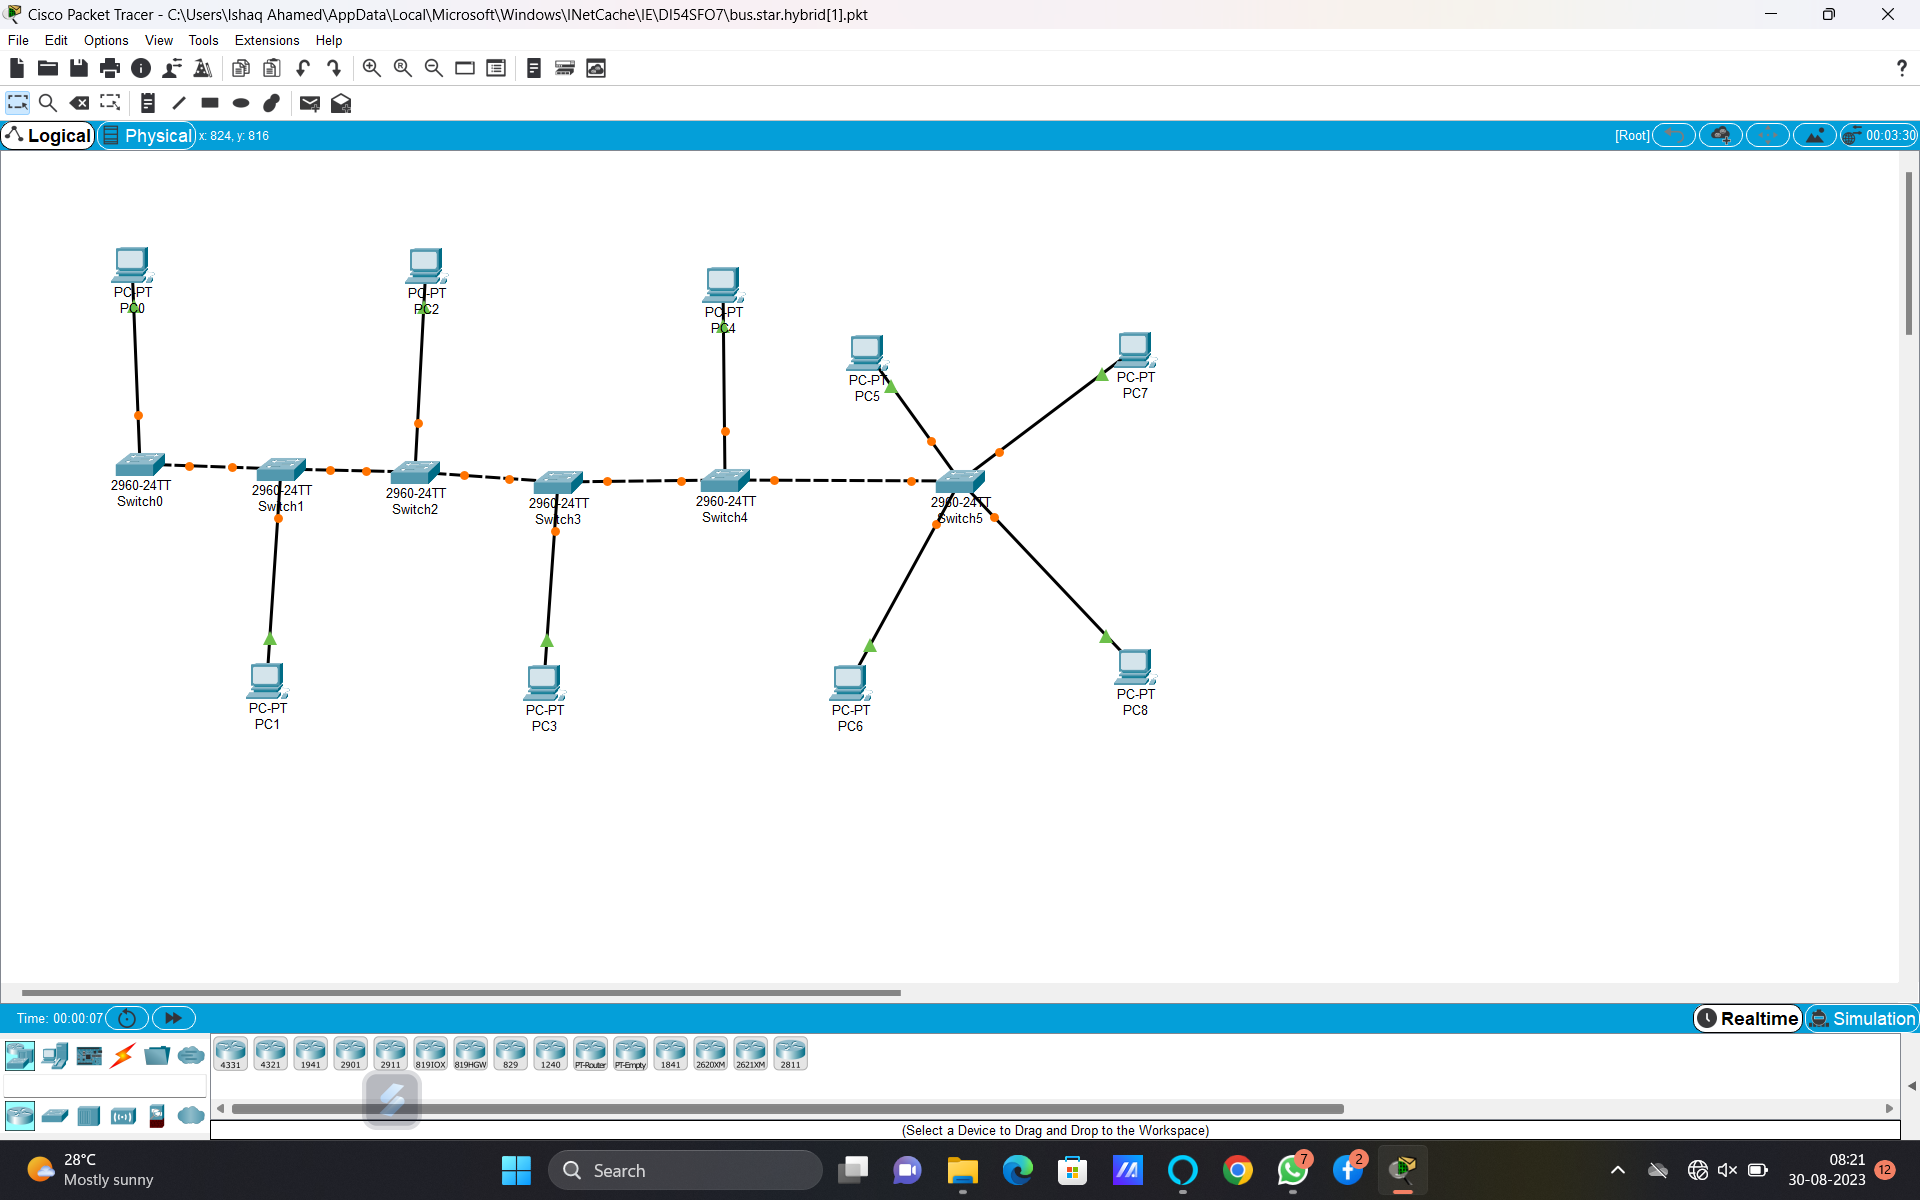 Cisco Packet Tracer - C:\Users\Ishaq Ahamed\AppData\Local\Microsoft\Windows\INetCache\IE\DI54SFO7\bus.star.hybrid[1].pkt
File Edit Options View Tools Extensions Help
?
Logical Physical x: 824, y: 816 [Root] 00:03:30
PC-PT
PC0
PC-PT
PC2
PC-PT
PC4
PC-PT
PC5
PC-PT
PC7
2960-24TT
Switch0
2960-24TT
Switch1
2960-24TT
Switch2
2960-24TT
Switch3
2960-24TT
Switch4
2960-24TT
Switch5
PC-PT
PC1
PC-PT
PC3
PC-PT
PC6
PC-PT
PC8
Time: 00:00:07 Realtime Simulation
4331 4321 1941 2901 2911 819IOX 819HGW 829 1240 PT-Router PT-Empty 1841 2620XM 2621XM 2811
(Select a Device to Drag and Drop to the Workspace)
28°C
Mostly sunny
Search
7
2
08:21
30-08-2023
12